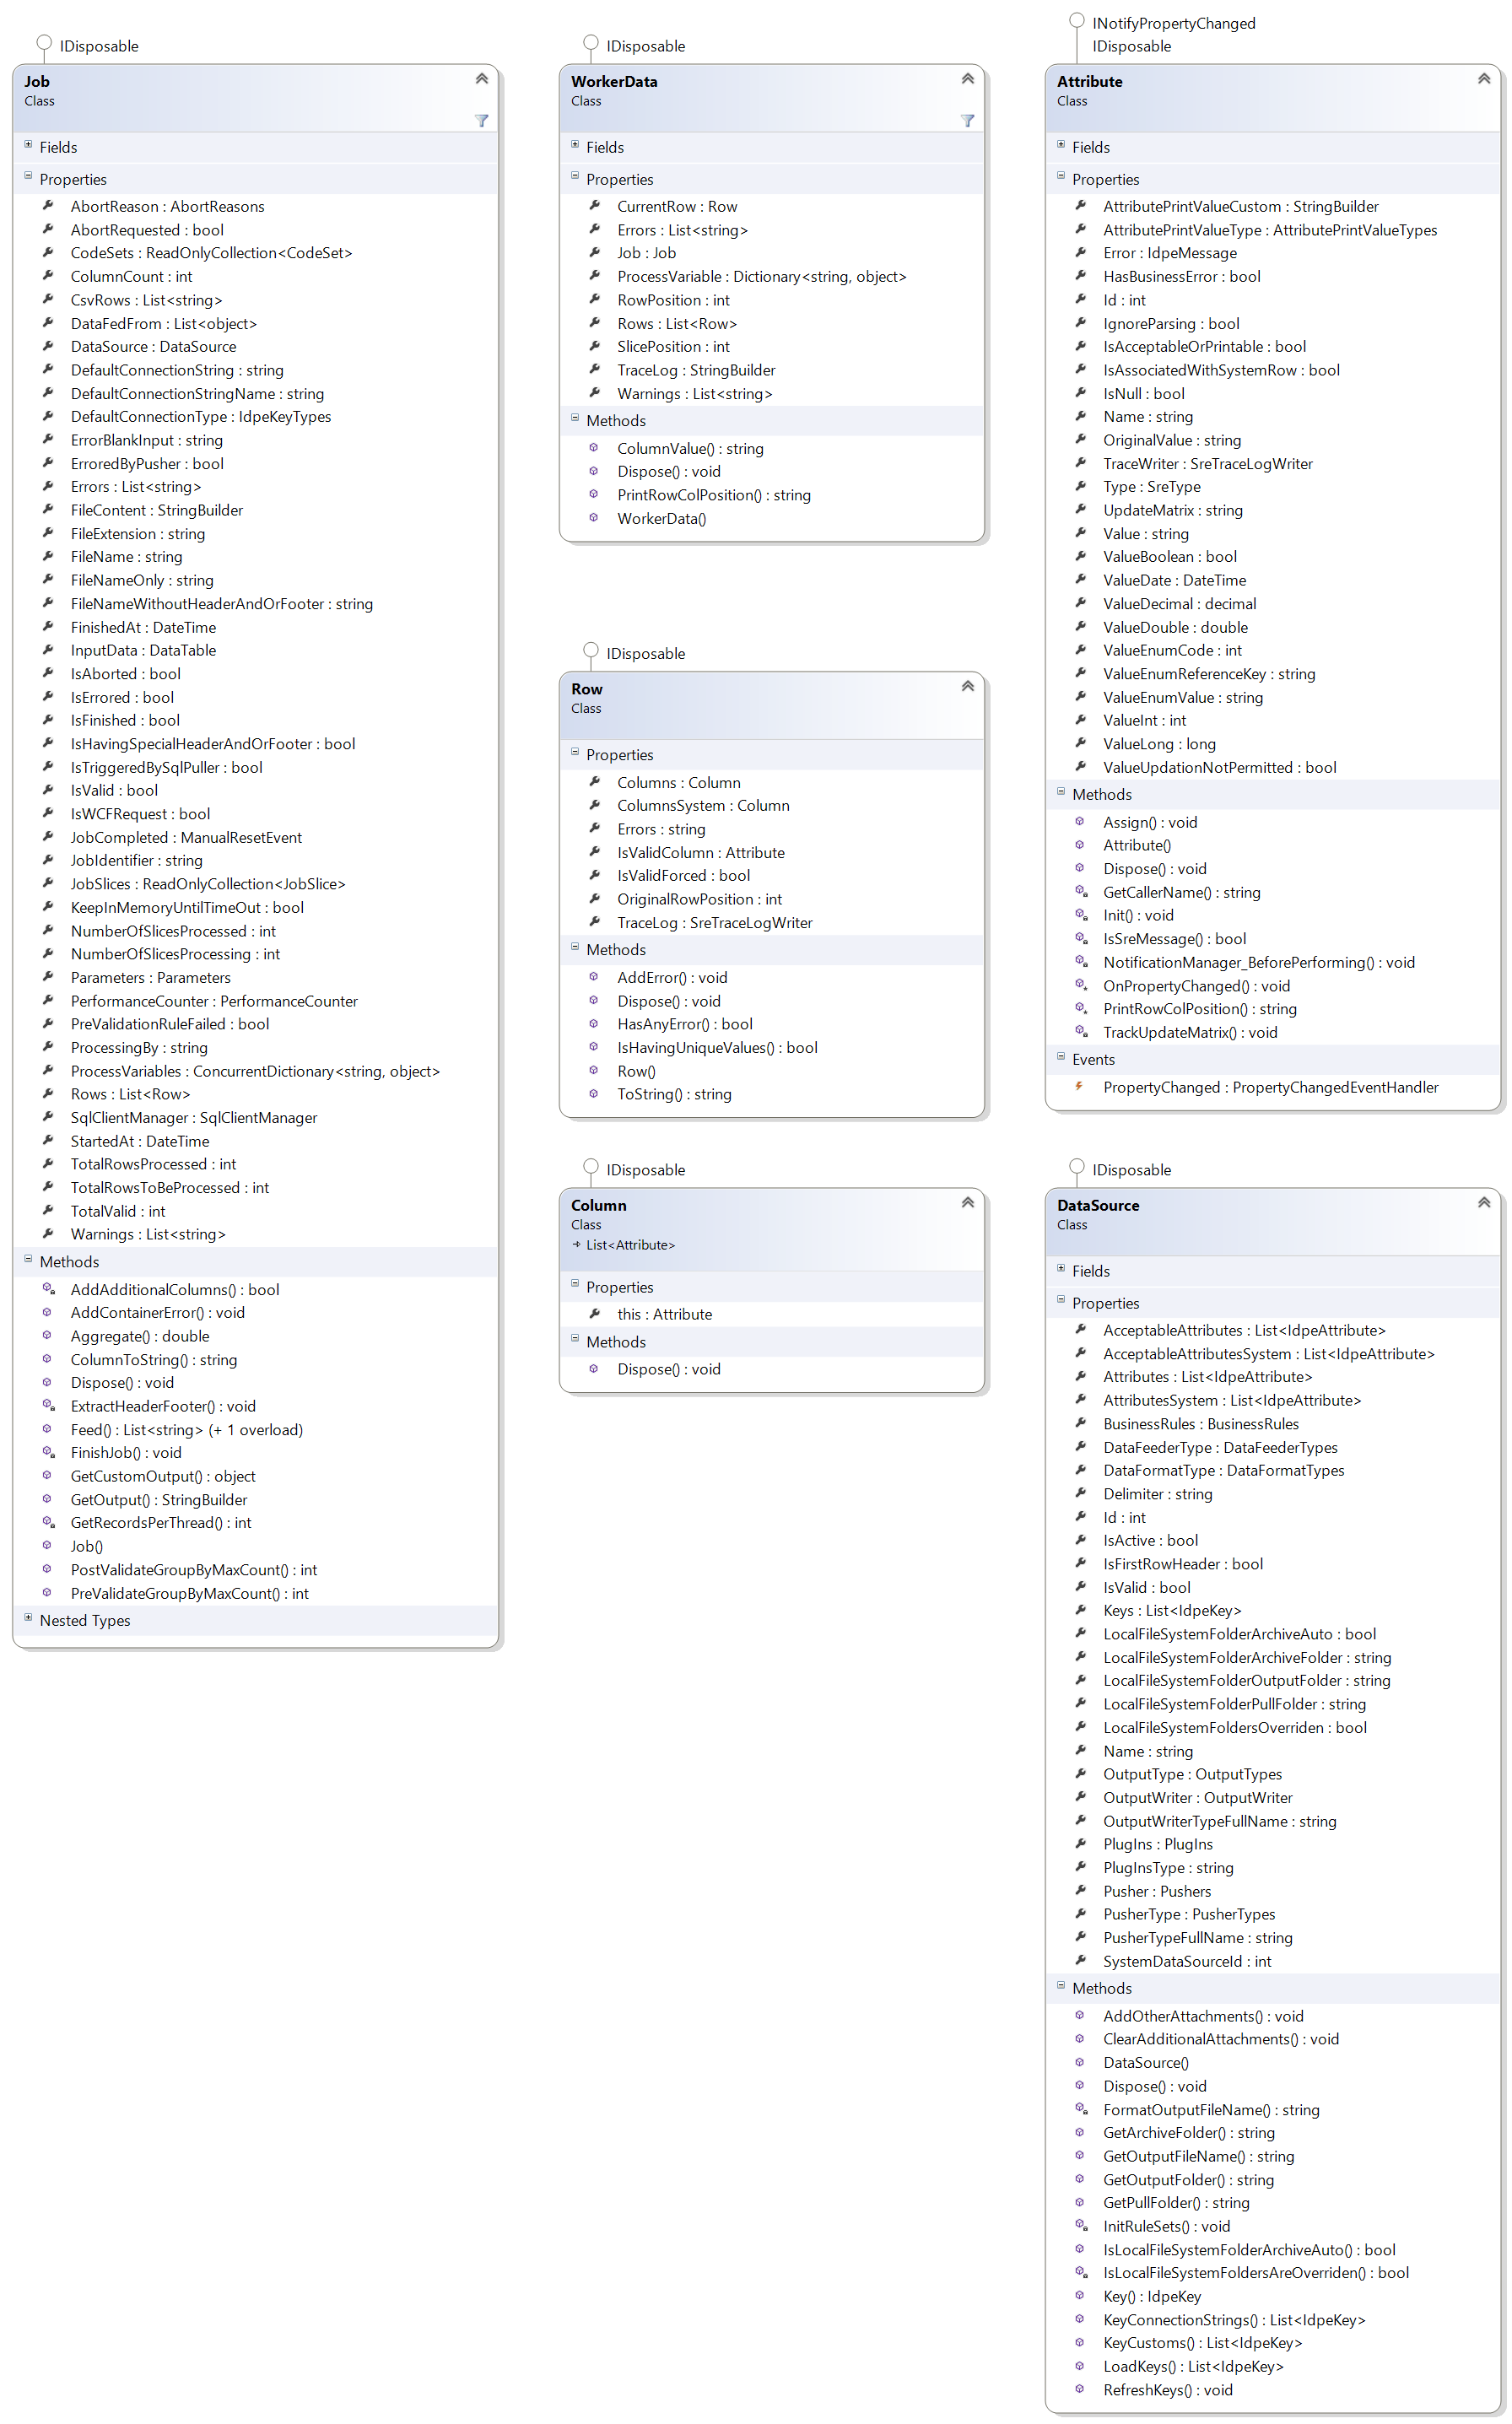 IDisposable
Job
Class
Fields
Properties
AbortReason : AbortReasons
AbortRequested : bool
CodeSets : ReadOnlyCollection<CodeSet>
ColumnCount : int
CsvRows : List<string>
DataFedFrom : List<object>
DataSource : DataSource
DefaultConnectionString : string
DefaultConnectionStringName : string
DefaultConnectionType : IdpeKeyTypes
ErrorBlankInput : string
ErroredByPusher : bool
Errors : List<string>
FileContent : StringBuilder
FileExtension : string
FileName : string
FileNameOnly : string
FileNameWithoutHeaderAndOrFooter : string
FinishedAt : DateTime
InputData : DataTable
IsAborted : bool
IsErrored : bool
IsFinished : bool
IsHavingSpecialHeaderAndOrFooter : bool
IsTriggeredBySqlPuller : bool
IsValid : bool
IsWCFRequest : bool
JobCompleted : ManualResetEvent
JobIdentifier : string
JobSlices : ReadOnlyCollection<JobSlice>
KeepInMemoryUntilTimeOut : bool
NumberOfSlicesProcessed : int
NumberOfSlicesProcessing : int
Parameters : Parameters
PerformanceCounter : PerformanceCounter
PreValidationRuleFailed : bool
ProcessingBy : string
ProcessVariables : ConcurrentDictionary<string, object>
Rows : List<Row>
SqlClientManager : SqlClientManager
StartedAt : DateTime
TotalRowsProcessed : int
TotalRowsToBeProcessed : int
TotalValid : int
Warnings : List<string>
Methods
AddAdditionalColumns() : bool
AddContainerError() : void
Aggregate() : double
ColumnToString() : string
Dispose() : void
ExtractHeaderFooter() : void
Feed() : List<string> (+ 1 overload)
FinishJob() : void
GetCustomOutput() : object
GetOutput() : StringBuilder
GetRecordsPerThread() : int
Job()
PostValidateGroupByMaxCount() : int
PreValidateGroupByMaxCount() : int
Nested Types
IDisposable
WorkerData
Class
Fields
Properties
CurrentRow : Row
Errors : List<string>
Job : Job
ProcessVariable : Dictionary<string, object>
RowPosition : int
Rows : List<Row>
SlicePosition : int
TraceLog : StringBuilder
Warnings : List<string>
Methods
ColumnValue() : string
Dispose() : void
PrintRowColPosition() : string
WorkerData()
IDisposable
Row
Class
Properties
Columns : Column
ColumnsSystem : Column
Errors : string
IsValidColumn : Attribute
IsValidForced : bool
OriginalRowPosition : int
TraceLog : SreTraceLogWriter
Methods
AddError() : void
Dispose() : void
HasAnyError() : bool
IsHavingUniqueValues() : bool
Row()
ToString() : string
IDisposable
Column
Class
List<Attribute>
Properties
this : Attribute
Methods
Dispose() : void
INotifyPropertyChanged
IDisposable
Attribute
Class
Fields
Properties
AttributePrintValueCustom : StringBuilder
AttributePrintValueType : AttributePrintValueTypes
Error : IdpeMessage
HasBusinessError : bool
Id : int
IgnoreParsing : bool
IsAcceptableOrPrintable : bool
IsAssociatedWithSystemRow : bool
IsNull : bool
Name : string
OriginalValue : string
TraceWriter : SreTraceLogWriter
Type : SreType
UpdateMatrix : string
Value : string
ValueBoolean : bool
ValueDate : DateTime
ValueDecimal : decimal
ValueDouble : double
ValueEnumCode : int
ValueEnumReferenceKey : string
ValueEnumValue : string
ValueInt : int
ValueLong : long
ValueUpdationNotPermitted : bool
Methods
Assign() : void
Attribute()
Dispose() : void
GetCallerName() : string
Init() : void
IsSreMessage() : bool
NotificationManager_BeforePerforming() : void
OnPropertyChanged() : void
PrintRowColPosition() : string
TrackUpdateMatrix() : void
Events
PropertyChanged : PropertyChangedEventHandler
IDisposable
DataSource
Class
Fields
Properties
AcceptableAttributes : List<IdpeAttribute>
AcceptableAttributesSystem : List<IdpeAttribute>
Attributes : List<IdpeAttribute>
AttributesSystem : List<IdpeAttribute>
BusinessRules : BusinessRules
DataFeederType : DataFeederTypes
DataFormatType : DataFormatTypes
Delimiter : string
Id : int
IsActive : bool
IsFirstRowHeader : bool
IsValid : bool
Keys : List<IdpeKey>
LocalFileSystemFolderArchiveAuto : bool
LocalFileSystemFolderArchiveFolder : string
LocalFileSystemFolderOutputFolder : string
LocalFileSystemFolderPullFolder : string
LocalFileSystemFoldersOverriden : bool
Name : string
OutputType : OutputTypes
OutputWriter : OutputWriter
OutputWriterTypeFullName : string
PlugIns : PlugIns
PlugInsType : string
Pusher : Pushers
PusherType : PusherTypes
PusherTypeFullName : string
SystemDataSourceId : int
Methods
AddOtherAttachments() : void
ClearAdditionalAttachments() : void
DataSource()
Dispose() : void
FormatOutputFileName() : string
GetArchiveFolder() : string
GetOutputFileName() : string
GetOutputFolder() : string
GetPullFolder() : string
InitRuleSets() : void
IsLocalFileSystemFolderArchiveAuto() : bool
IsLocalFileSystemFoldersAreOverriden() : bool
Key() : IdpeKey
KeyConnectionStrings() : List<IdpeKey>
KeyCustoms() : List<IdpeKey>
LoadKeys() : List<IdpeKey>
RefreshKeys() : void